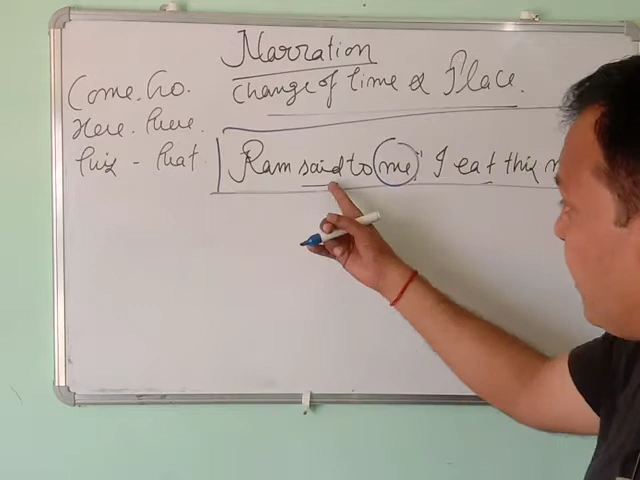 Narration
Change of Time & Place.
Come. Go.
Here. There.
This - That.
Ram said to me," I eat this